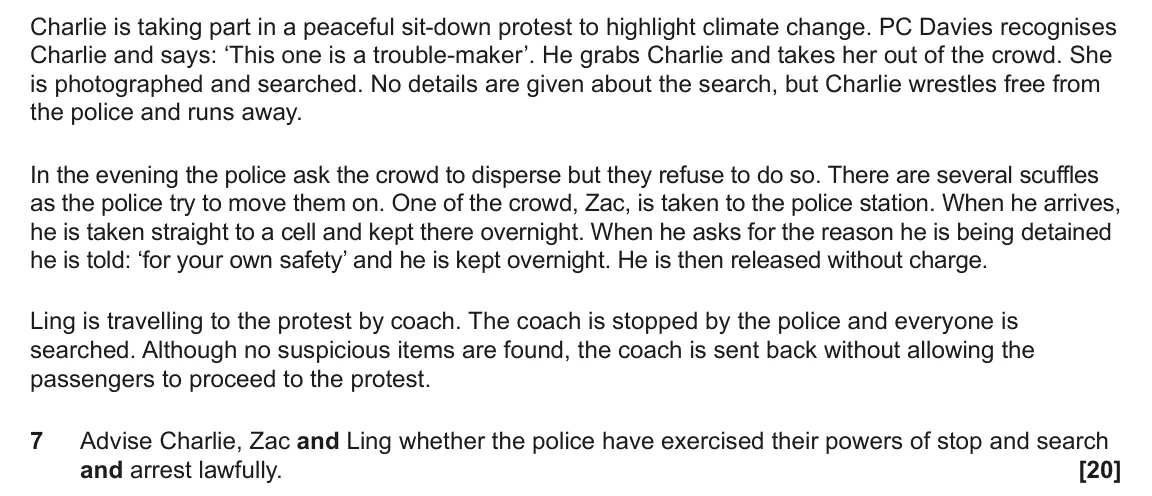 Charlie is taking part in a peaceful sit-down protest to highlight climate change. PC Davies recognises
Charlie and says: ‘This one is a trouble-maker’. He grabs Charlie and takes her out of the crowd. She
is photographed and searched. No details are given about the search, but Charlie wrestles free from
the police and runs away.
In the evening the police ask the crowd to disperse but they refuse to do so. There are several scuffles
as the police try to move them on. One of the crowd, Zac, is taken to the police station. When he arrives,
he is taken straight to a cell and kept there overnight. When he asks for the reason he is being detained
he is told: ‘for your own safety’ and he is kept overnight. He is then released without charge.
Ling is travelling to the protest by coach. The coach is stopped by the police and everyone is
searched. Although no suspicious items are found, the coach is sent back without allowing the
passengers to proceed to the protest.
7 Advise Charlie, Zac and Ling whether the police have exercised their powers of stop and search
and arrest lawfully. [20]